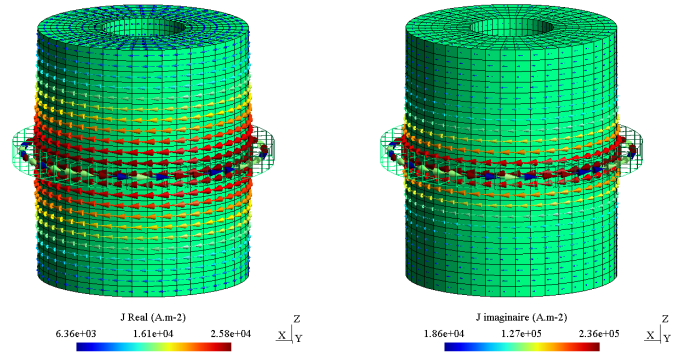 J Real (A.m-2)
6.36e+03 1.61e+04 2.58e+04
Z
X Y
J imaginaire (A.m-2)
1.86e+04 1.27e+05 2.36e+05
Z
X Y